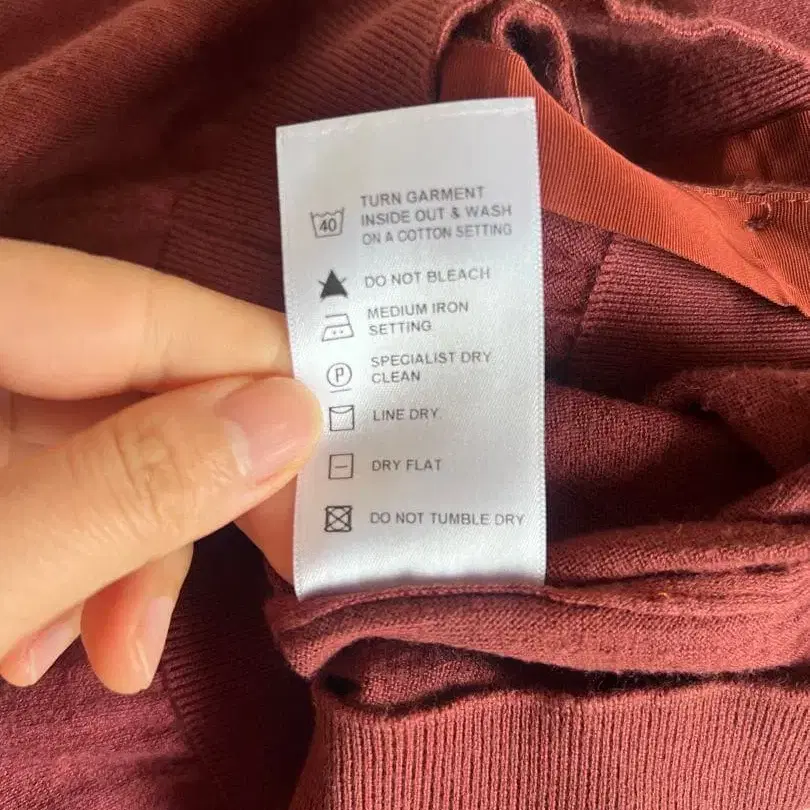 40
TURN GARMENT
INSIDE OUT & WASH
ON A COTTON SETTING
DO NOT BLEACH
MEDIUM IRON
SETTING
P
SPECIALIST DRY
CLEAN
LINE DRY
DRY FLAT
DO NOT TUMBLE DRY